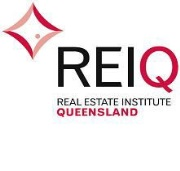 REIQ
REAL ESTATE INSTITUTE
QUEENSLAND